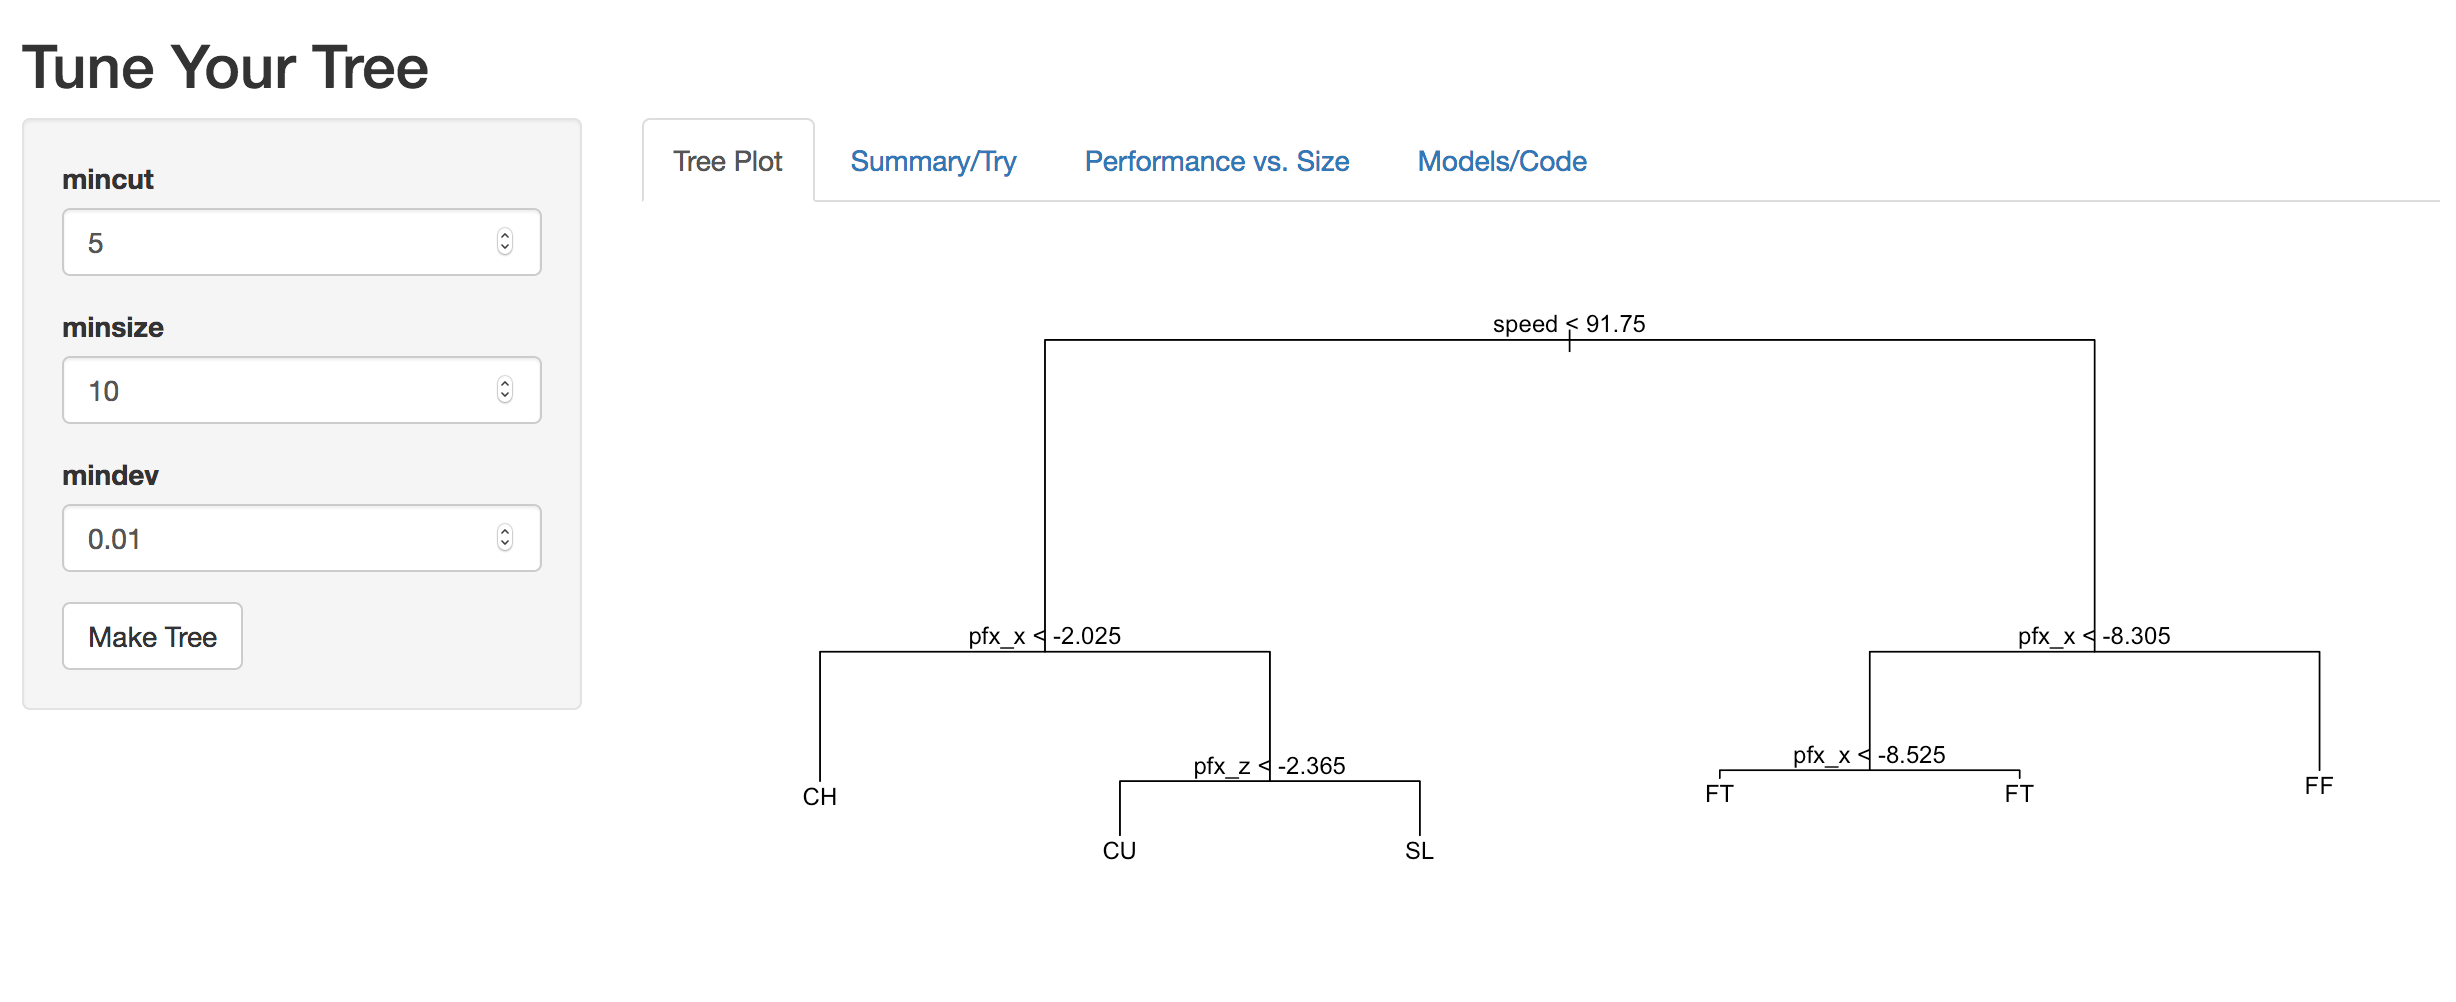 Tune Your Tree
mincut
5
minsize
10
mindev
0.01
Make Tree
Tree Plot
Summary/Try
Performance vs. Size
Models/Code
speed < 91.75
pfx_x < -2.025
pfx_x < -8.305
pfx_z < -2.365
pfx_x < -8.525
CH
CU
SL
FT
FT
FF